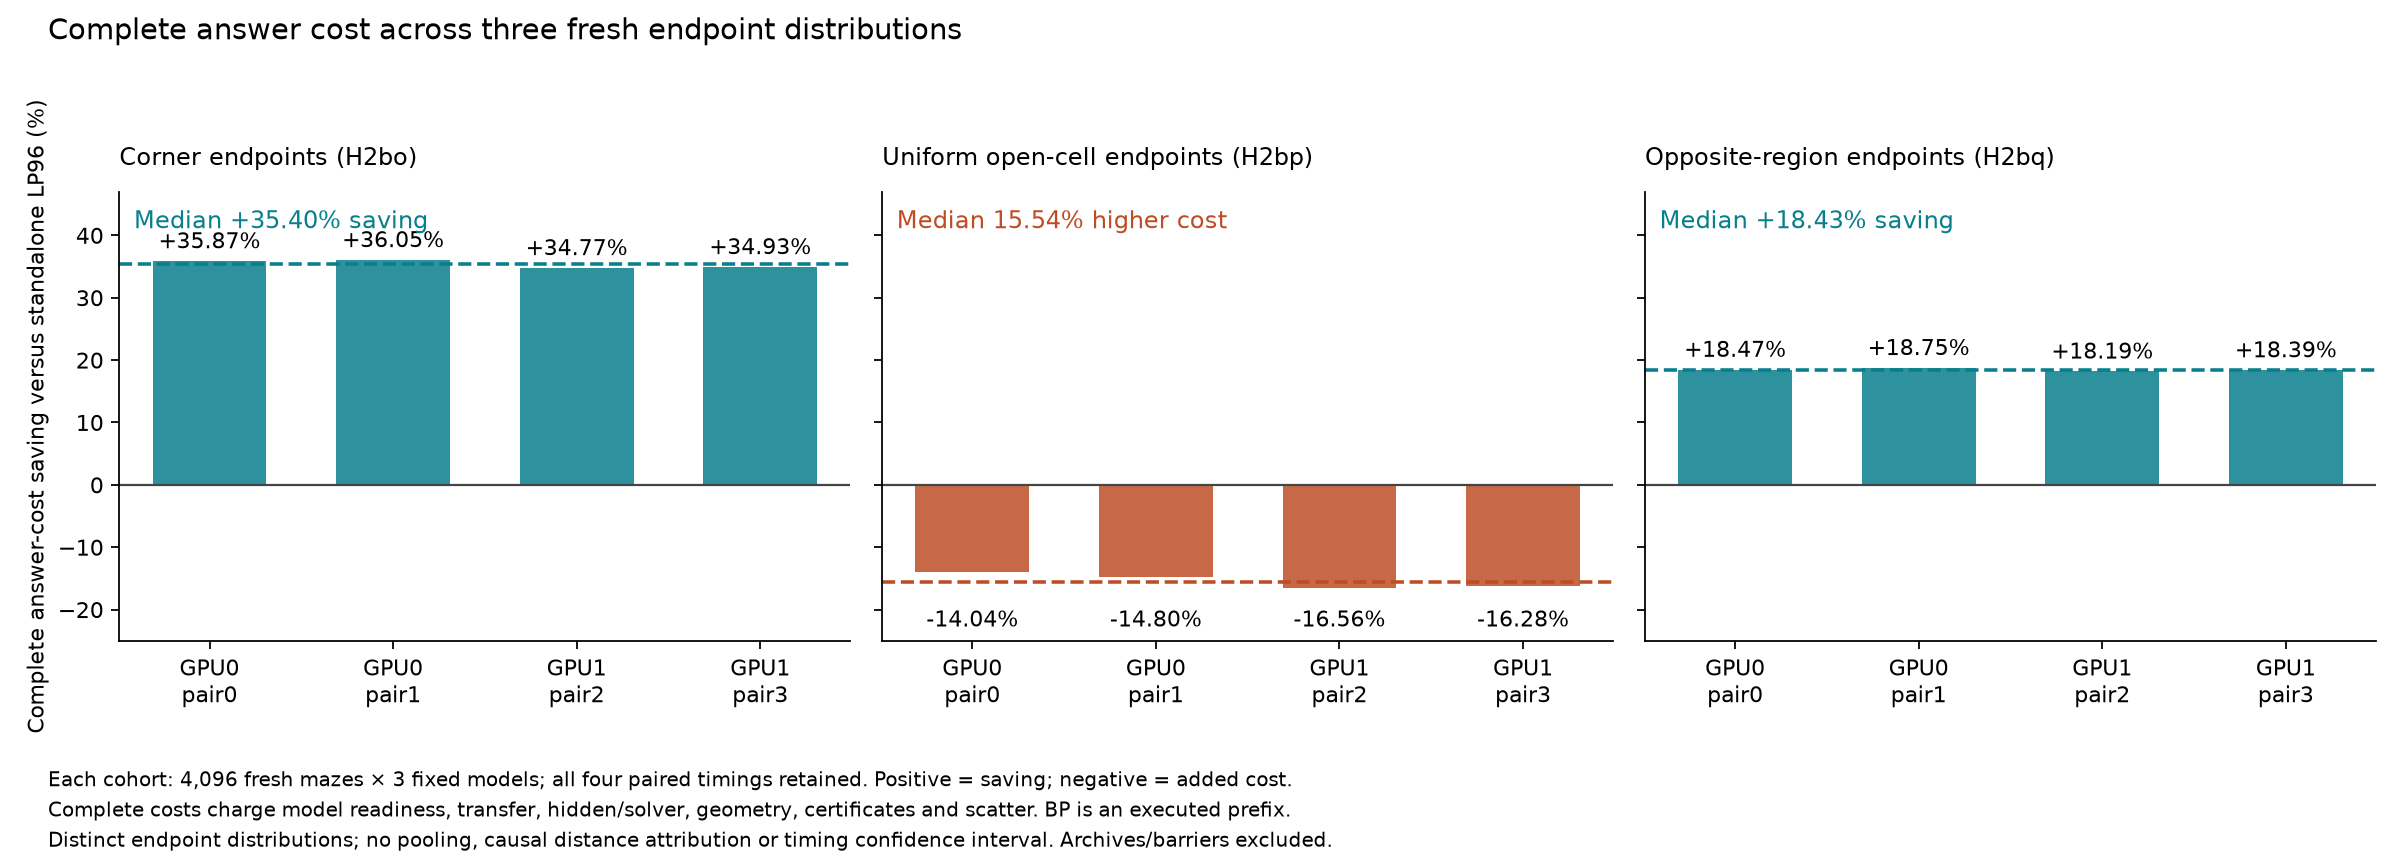 Complete answer cost across three fresh endpoint distributions
Complete answer-cost saving versus standalone LP96 (%)
Corner endpoints (H2bo)
Median +35.40% saving
+35.87%
+36.05%
+34.77%
+34.93%
40
30
20
10
0
−10
−20
GPU0
pair0
GPU0
pair1
GPU1
pair2
GPU1
pair3
Uniform open-cell endpoints (H2bp)
Median 15.54% higher cost
-14.04%
-14.80%
-16.56%
-16.28%
GPU0
pair0
GPU0
pair1
GPU1
pair2
GPU1
pair3
Opposite-region endpoints (H2bq)
Median +18.43% saving
+18.47%
+18.75%
+18.19%
+18.39%
GPU0
pair0
GPU0
pair1
GPU1
pair2
GPU1
pair3
Each cohort: 4,096 fresh mazes × 3 fixed models; all four paired timings retained. Positive = saving; negative = added cost.
Complete costs charge model readiness, transfer, hidden/solver, geometry, certificates and scatter. BP is an executed prefix.
Distinct endpoint distributions; no pooling, causal distance attribution or timing confidence interval. Archives/barriers excluded.